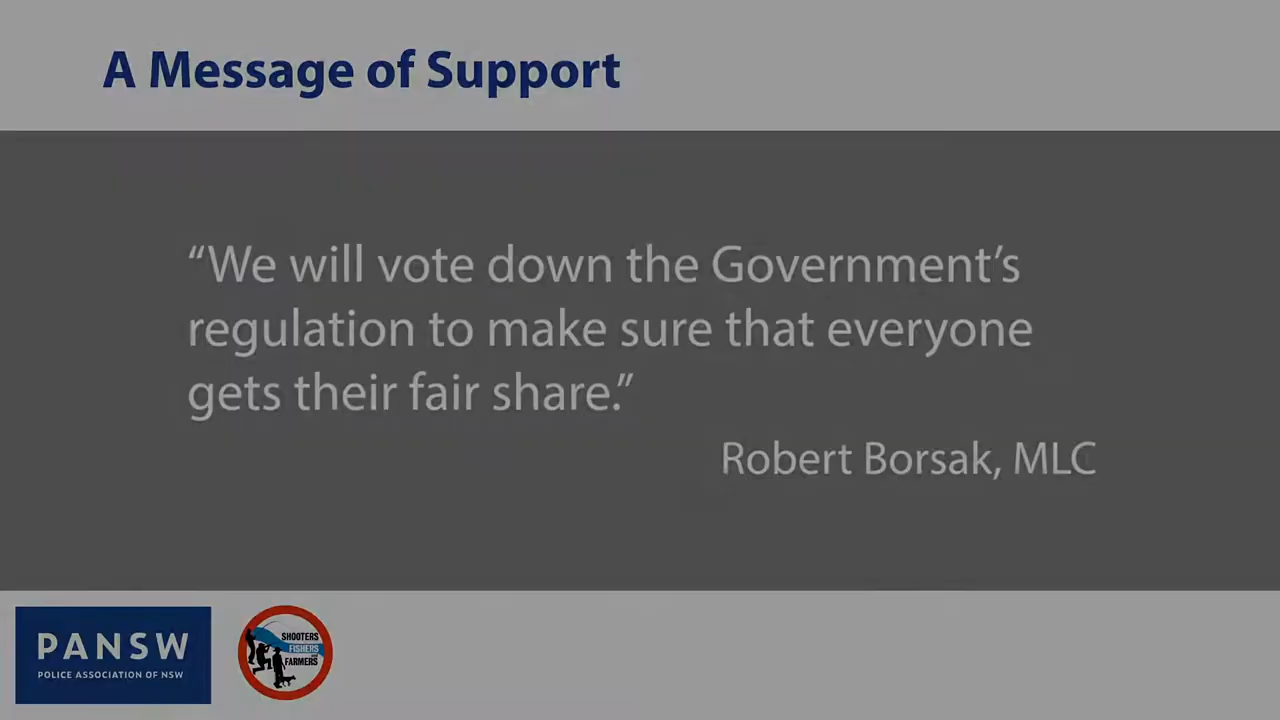 A Message of Support
“We will vote down the Government’s
regulation to make sure that everyone
gets their fair share.”
Robert Borsak, MLC
PANSW
POLICE ASSOCIATION OF NSW
SHOOTERS
FISHERS
and
FARMERS